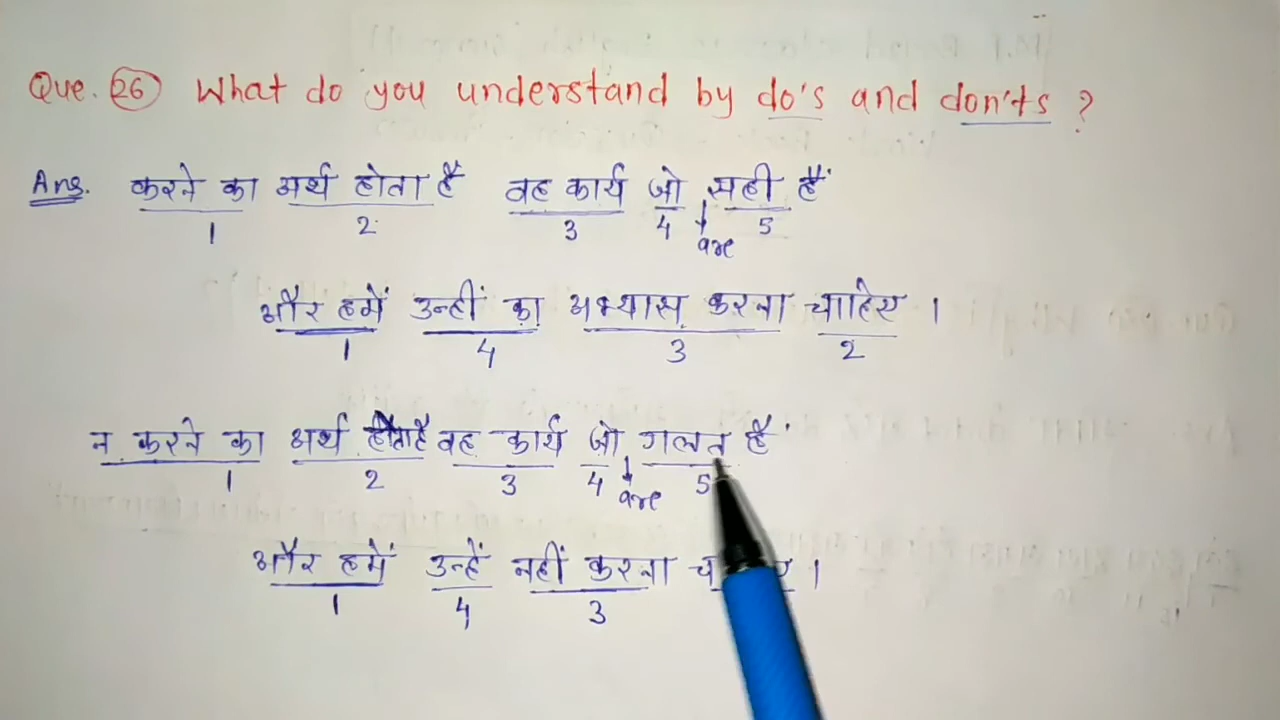 Que. 26 What do you understand by do's and don'ts ?
Ans. करने का अर्थ होता है वह कार्य जो सही हैं
1 2 3 4 are 5
और हमें उन्हीं का अभ्यास करना चाहिए ।
1 4 3 2
न करने का अर्थ होता है वह कार्य जो गलत हैं
1 2 3 4 are 5
और हमें उन्हें नहीं करना ।
1 4 3